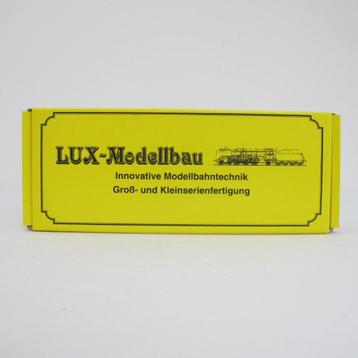 LUX-Modellbau
Innovative Modellbahntechnik
Groß- und Kleinserienfertigung